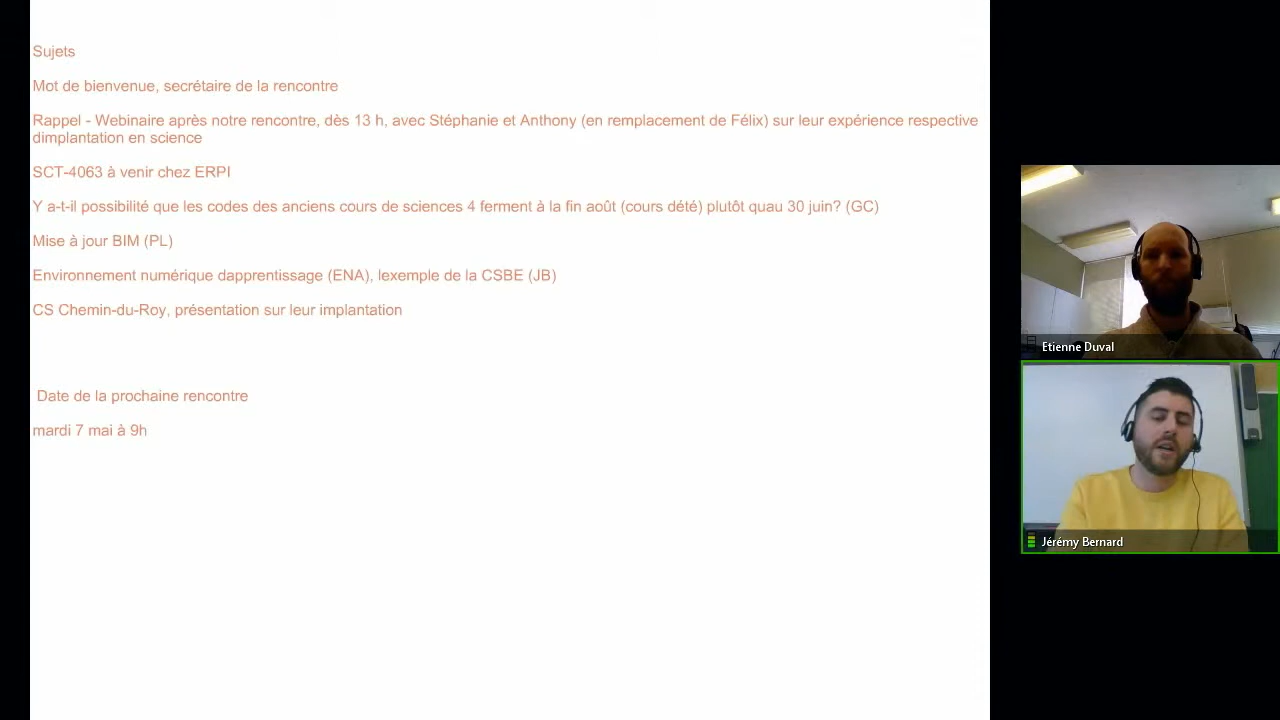 Sujets
Mot de bienvenue, secrétaire de la rencontre
Rappel - Webinaire après notre rencontre, dès 13 h, avec Stéphanie et Anthony (en remplacement de Félix) sur leur expérience respective
dimplantation en science
SCT-4063 à venir chez ERPI
Y a-t-il possibilité que les codes des anciens cours de sciences 4 ferment à la fin août (cours dété) plutôt quau 30 juin? (GC)
Mise à jour BIM (PL)
Environnement numérique dapprentissage (ENA), lexemple de la CSBE (JB)
CS Chemin-du-Roy, présentation sur leur implantation
Date de la prochaine rencontre
mardi 7 mai à 9h
Etienne Duval
Jérémy Bernard